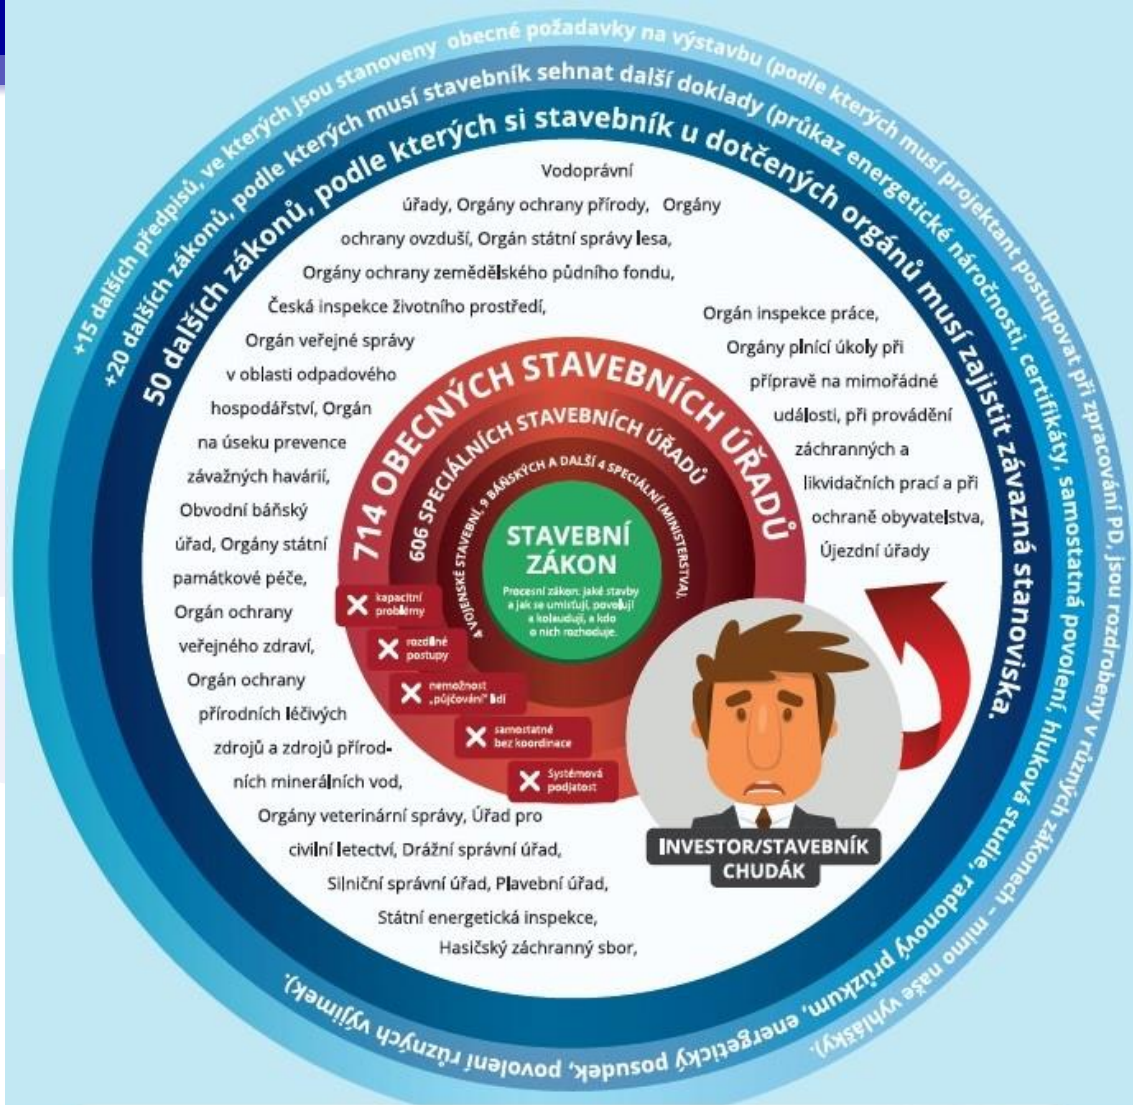 +15 dalších předpisů, ve kterých jsou stanoveny obecné požadavky na výstavbu (podle kterých musí projektant postupovat při zpracování PD, jsou rozdrobeny v různých zákonech – mimo naše vyhlášky).
+20 dalších zákonů, podle kterých musí stavebník sehnat další doklady (průkaz energetické náročnosti, certifikáty, samostatná povolení, hluková studie, radonový průzkum, energetický posudek, povolení různých výjimek).
50 dalších zákonů, podle kterých si stavebník u dotčených orgánů musí zajistit závazná stanoviska.
Vodoprávní
úřady, Orgány ochrany přírody, Orgány
ochrany ovzduší, Orgán státní správy lesa,
Orgány ochrany zemědělského půdního fondu,
Česká inspekce životního prostředí,
Orgán veřejné správy
v oblasti odpadového
hospodářství, Orgán
na úseku prevence
závažných havárií,
Obvodní báňský
úřad, Orgány státní
památkové péče,
Orgán ochrany
veřejného zdraví,
Orgán ochrany
přírodních léčivých
zdrojů a zdrojů přírod-
ních minerálních vod,
Orgány veterinární správy, Úřad pro
civilní letectví, Drážní správní úřad,
Silniční správní úřad, Plavební úřad,
Státní energetická inspekce,
Hasičský záchranný sbor,
Orgán inspekce práce,
Orgány plnící úkoly při
přípravě na mimořádné
události, při provádění
záchranných a
likvidačních prací a při
ochraně obyvatelstva,
Újezdní úřady
714 OBECNÝCH STAVEBNÍCH ÚŘADŮ
606 SPECIÁLNÍCH STAVEBNÍCH ÚŘADŮ
4 VOJENSKÉ STAVEBNÍ, 9 BÁŇSKÝCH A DALŠÍ 4 SPECIÁLNÍ (MINISTERSTVA),
STAVEBNÍ
ZÁKON
Procesní zákon: jaké stavby
a jak se umisťují, povolují
a kolaudují, a kdo
o nich rozhoduje.
kapacitní
problémy
rozdílné
postupy
nemožnost
„půjčování" lidí
samostatné
bez koordinace
Systémová
podjatost
INVESTOR/STAVEBNÍK
CHUDÁK